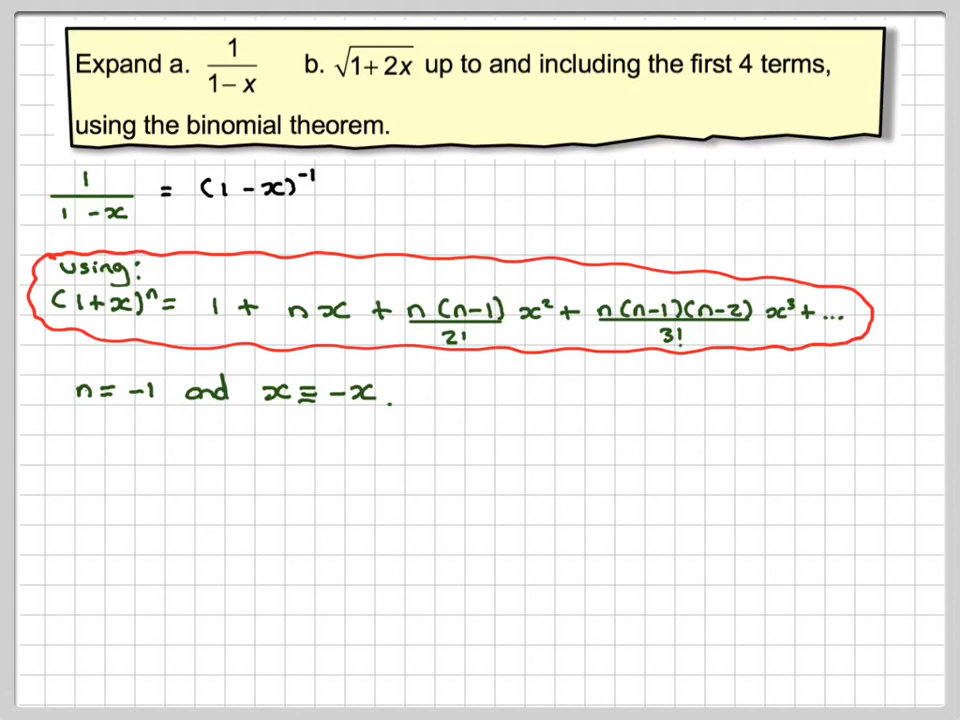 Expand a. 1/(1−x) b. √(1+2x) up to and including the first 4 terms,
using the binomial theorem.
1/(1−x) = (1−x)⁻¹
using:
(1+x)ⁿ = 1 + nx + n(n−1)/2! x² + n(n−1)(n−2)/3! x³ + ...
n = −1 and x ≡ −x.